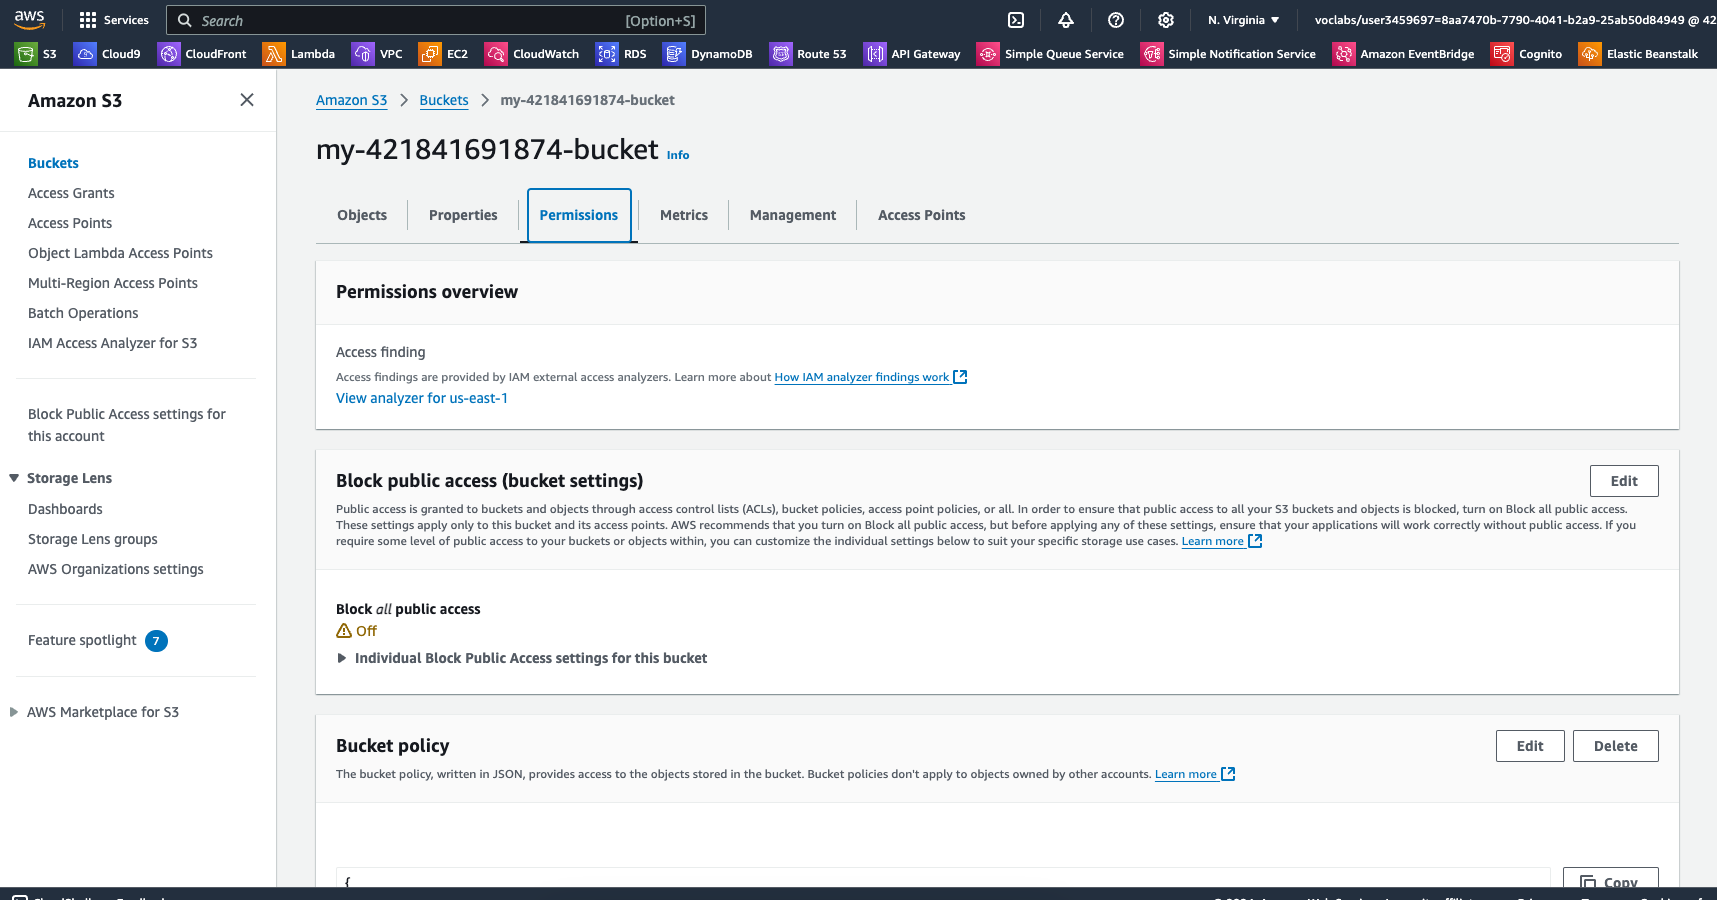 aws
Services
Search
[Option+S]
N. Virginia
voclabs/user3459697=8aa7470b-7790-4041-b2a9-25ab50d84949 @ 42
S3
Cloud9
CloudFront
Lambda
VPC
EC2
CloudWatch
RDS
DynamoDB
Route 53
API Gateway
Simple Queue Service
Simple Notification Service
Amazon EventBridge
Cognito
Elastic Beanstalk
Amazon S3
Buckets
Access Grants
Access Points
Object Lambda Access Points
Multi-Region Access Points
Batch Operations
IAM Access Analyzer for S3
Block Public Access settings for
this account
Storage Lens
Dashboards
Storage Lens groups
AWS Organizations settings
Feature spotlight 7
AWS Marketplace for S3
Amazon S3 > Buckets > my-421841691874-bucket
my-421841691874-bucket Info
Objects
Properties
Permissions
Metrics
Management
Access Points
Permissions overview
Access finding
Access findings are provided by IAM external access analyzers. Learn more about How IAM analyzer findings work
View analyzer for us-east-1
Block public access (bucket settings)
Edit
Public access is granted to buckets and objects through access control lists (ACLs), bucket policies, access point policies, or all. In order to ensure that public access to all your S3 buckets and objects is blocked, turn on Block all public access.
These settings apply only to this bucket and its access points. AWS recommends that you turn on Block all public access, but before applying any of these settings, ensure that your applications will work correctly without public access. If you
require some level of public access to your buckets or objects within, you can customize the individual settings below to suit your specific storage use cases. Learn more
Block all public access
Off
Individual Block Public Access settings for this bucket
Bucket policy
Edit
Delete
The bucket policy, written in JSON, provides access to the objects stored in the bucket. Bucket policies don't apply to objects owned by other accounts. Learn more
{
Copy